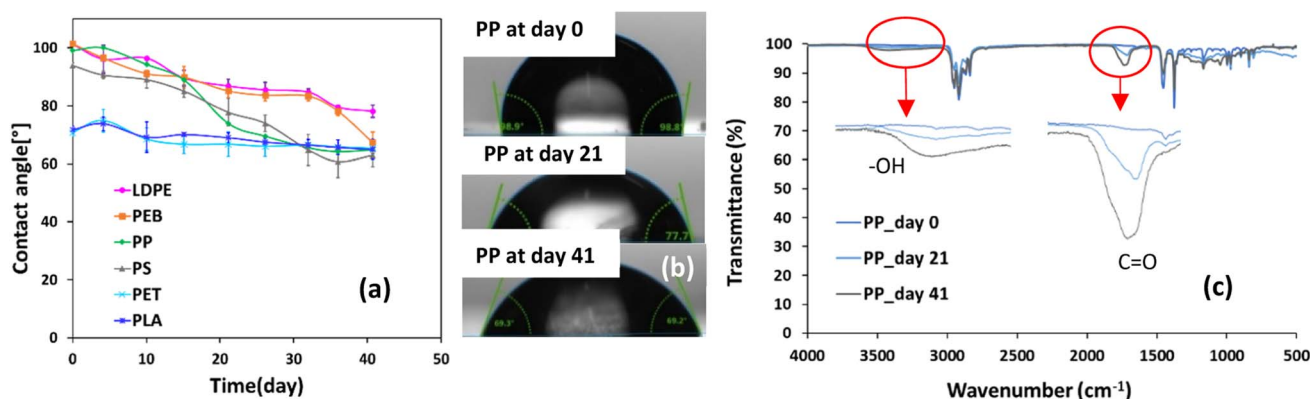 100
80
60
40
20
0
Contact angle[°]
LDPE
PEB
PP
PS
PET
PLA
(a)
0 10 20 30 40 50
Time(day)
PP at day 0
98.9° 98.8°
PP at day 21
77.7
PP at day 41
(b)
69.3° 69.2°
100
90
80
70
60
50
40
30
20
10
0
Transmittance (%)
-OH
C=O
PP_day 0
PP_day 21
PP_day 41
(c)
4000 3500 3000 2500 2000 1500 1000 500
Wavenumber (cm⁻¹)